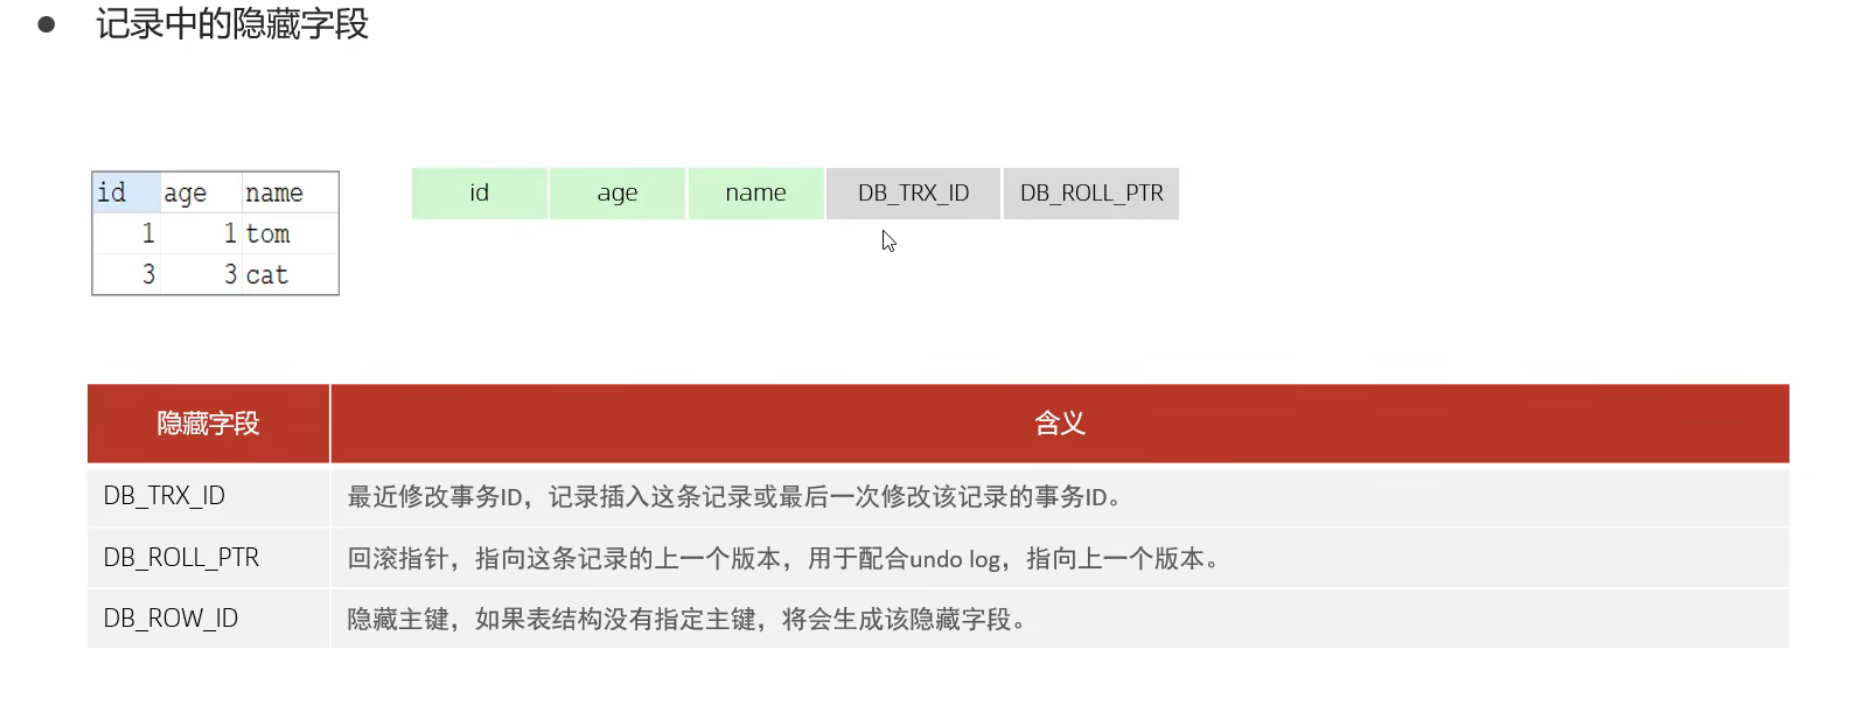 记录中的隐藏字段
id age name
1 1 tom
3 3 cat
id age name DB_TRX_ID DB_ROLL_PTR
隐藏字段 含义
DB_TRX_ID 最近修改事务ID，记录插入这条记录或最后一次修改该记录的事务ID。
DB_ROLL_PTR 回滚指针，指向这条记录的上一个版本，用于配合undo log，指向上一个版本。
DB_ROW_ID 隐藏主键，如果表结构没有指定主键，将会生成该隐藏字段。